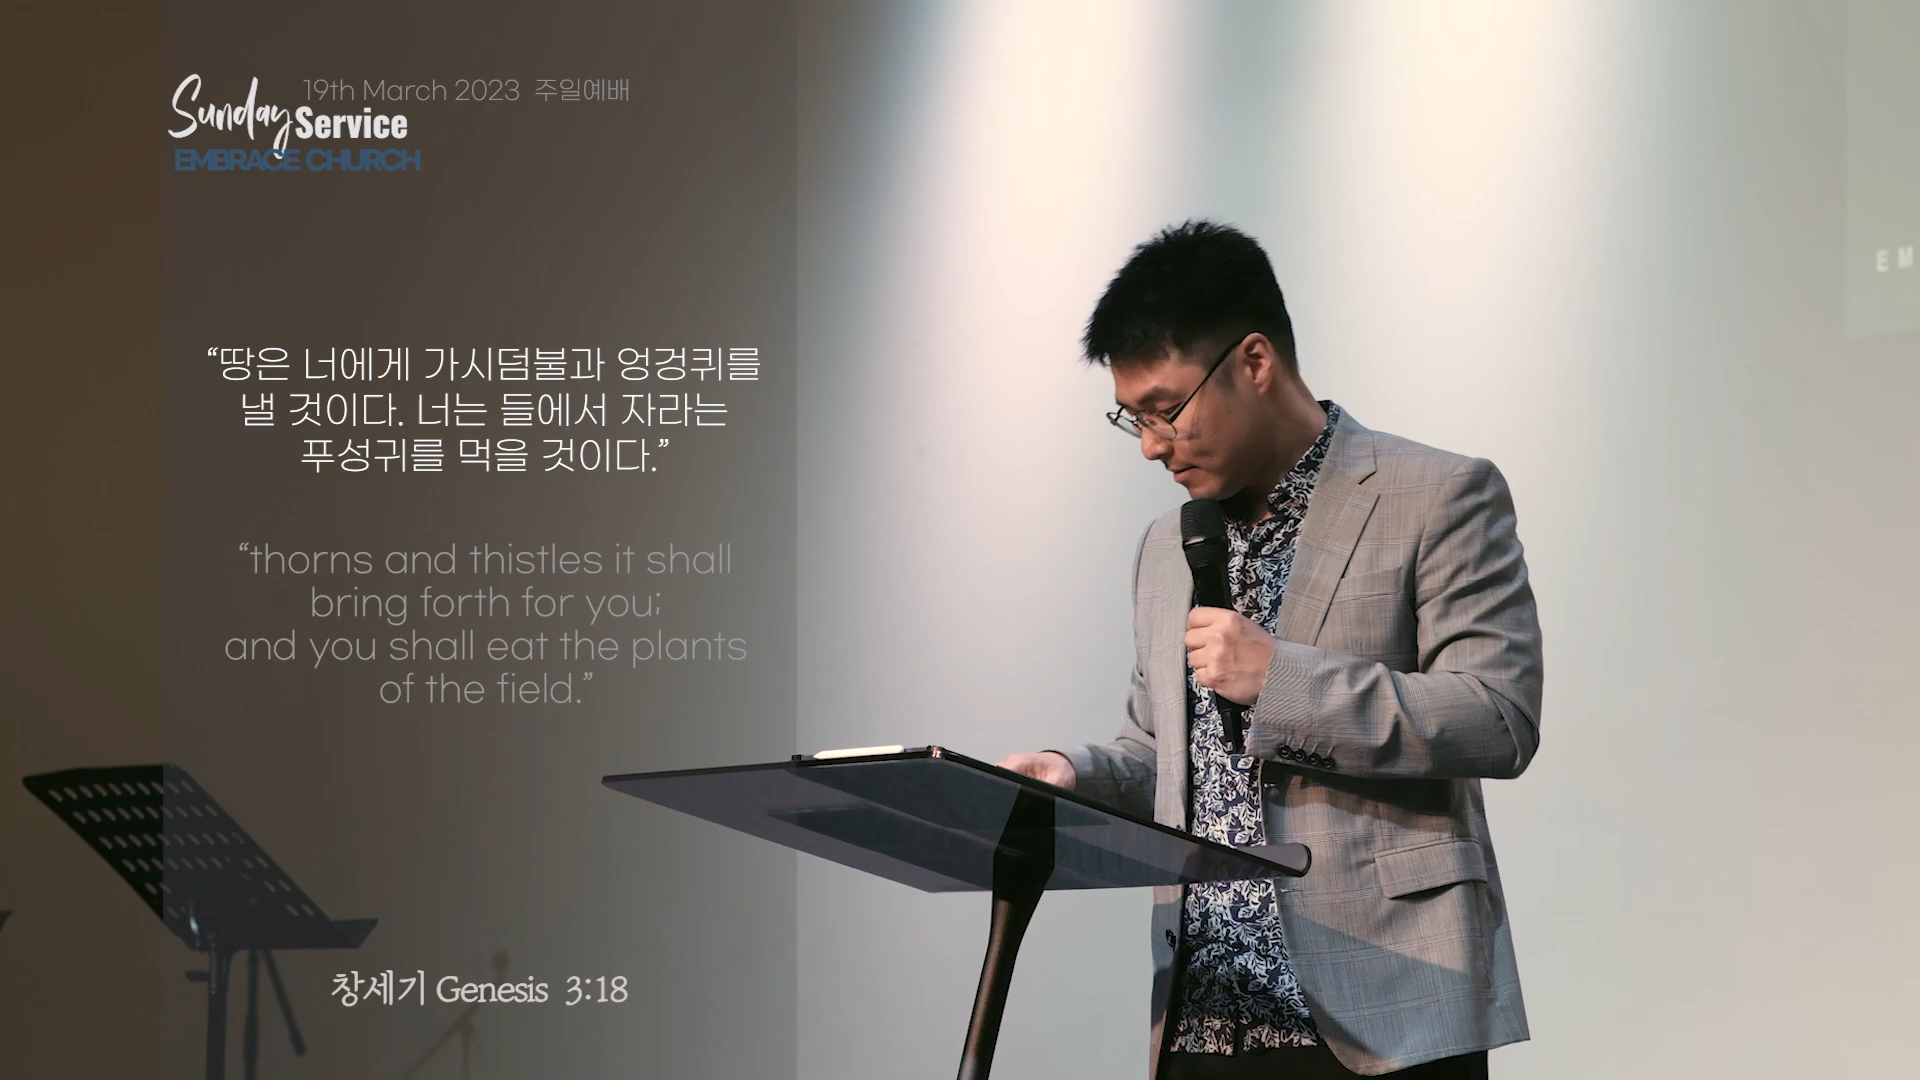 19th March 2023 주일예배
Sunday Service
EMBRACE CHURCH
“땅은 너에게 가시덤불과 엉겅퀴를
낼 것이다. 너는 들에서 자라는
푸성귀를 먹을 것이다.”
“thorns and thistles it shall
bring forth for you;
and you shall eat the plants
of the field.”
창세기 Genesis 3:18
EM